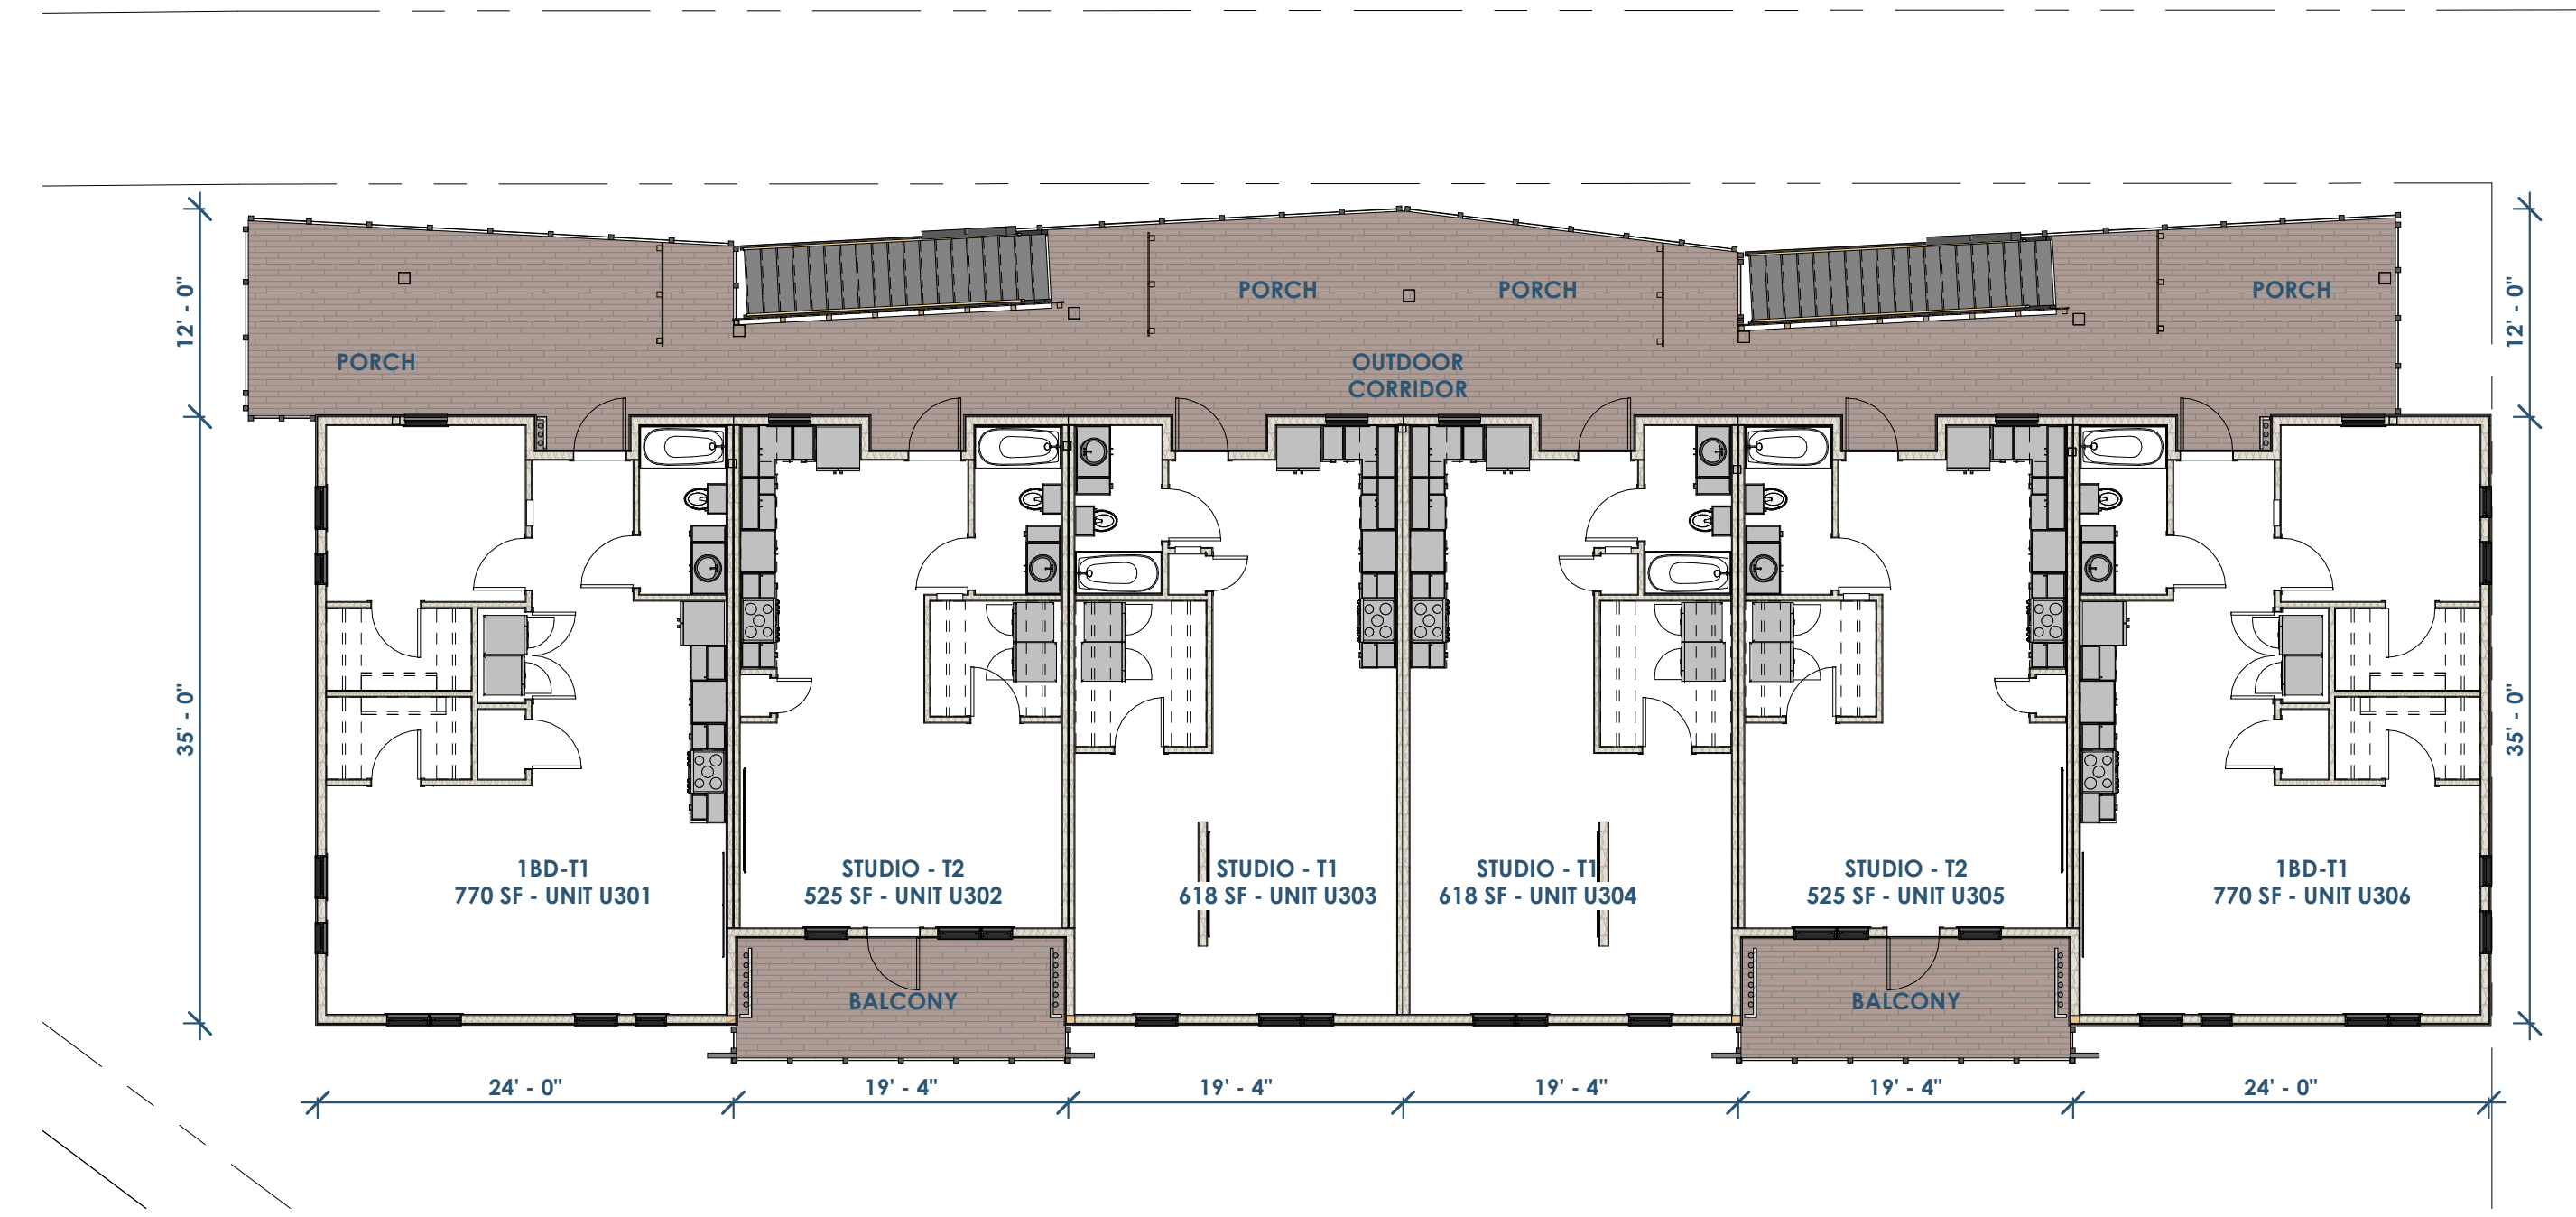 12' - 0"
12' - 0"
PORCH
PORCH
PORCH
PORCH
OUTDOOR
CORRIDOR
35' - 0"
35' - 0"
1BD-T1
770 SF - UNIT U301
STUDIO - T2
525 SF - UNIT U302
STUDIO - T1
618 SF - UNIT U303
STUDIO - T1
618 SF - UNIT U304
STUDIO - T2
525 SF - UNIT U305
1BD-T1
770 SF - UNIT U306
BALCONY
BALCONY
24' - 0"
19' - 4"
19' - 4"
19' - 4"
19' - 4"
24' - 0"